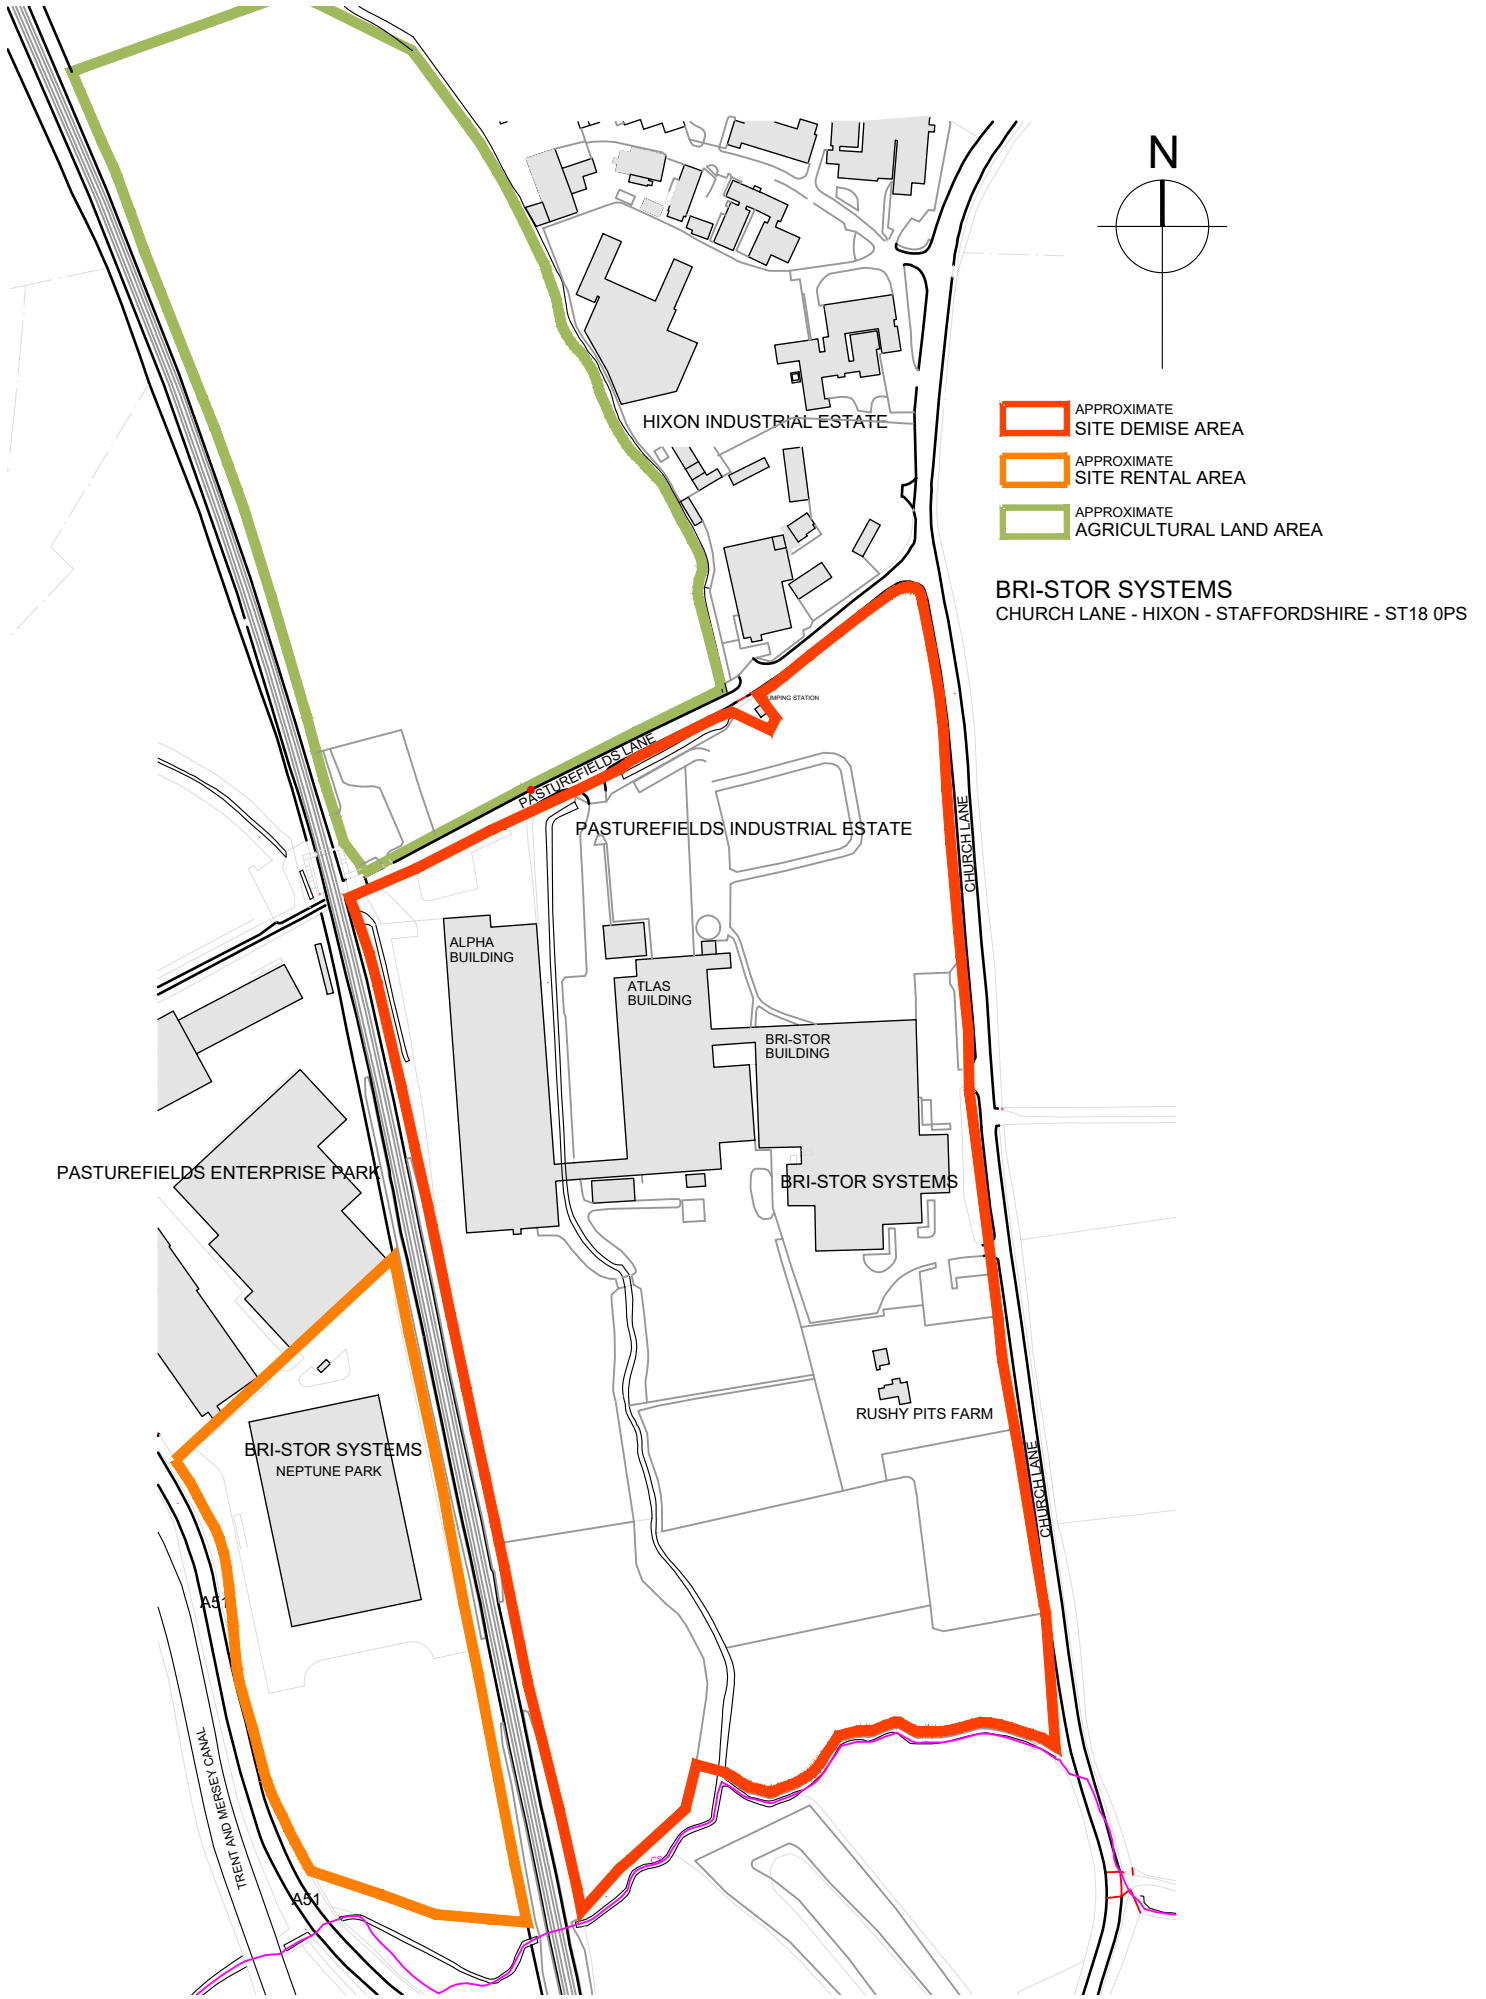 N
HIXON INDUSTRIAL ESTATE
APPROXIMATE
SITE DEMISE AREA
APPROXIMATE
SITE RENTAL AREA
APPROXIMATE
AGRICULTURAL LAND AREA
BRI-STOR SYSTEMS
CHURCH LANE - HIXON - STAFFORDSHIRE - ST18 0PS
UMPING STATION
PASTUREFIELDS LANE
PASTUREFIELDS INDUSTRIAL ESTATE
CHURCH LANE
ALPHA
BUILDING
ATLAS
BUILDING
BRI-STOR
BUILDING
PASTUREFIELDS ENTERPRISE PARK
BRI-STOR SYSTEMS
RUSHY PITS FARM
BRI-STOR SYSTEMS
NEPTUNE PARK
CHURCH LANE
A51
TRENT AND MERSEY CANAL
CS
A51